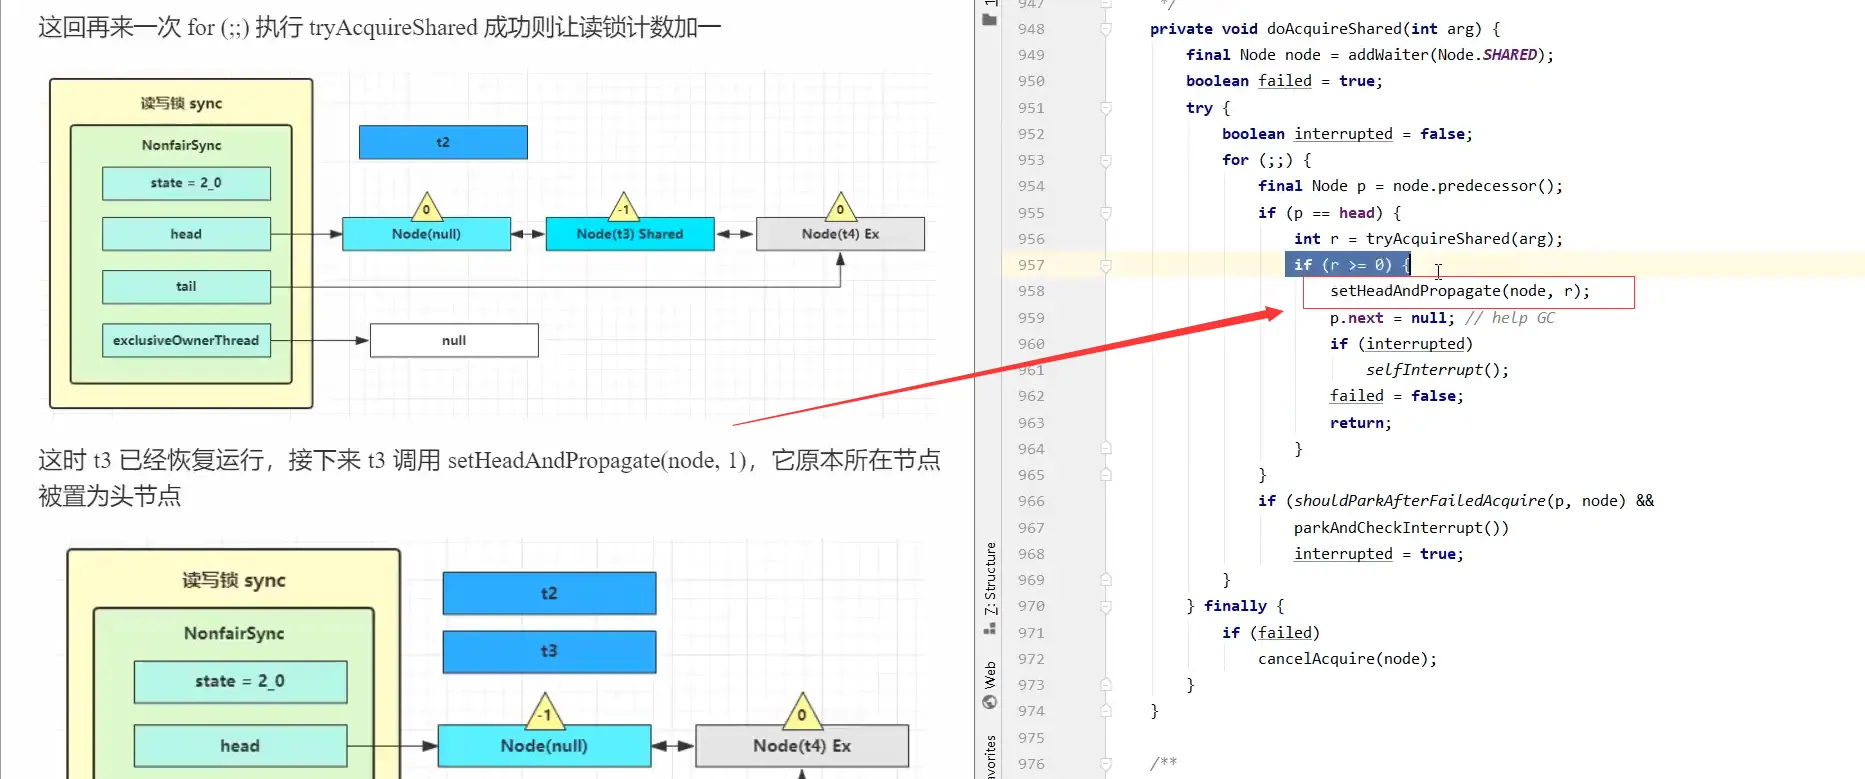 这回再来一次 for (;;) 执行 tryAcquireShared 成功则让读锁计数加一
读写锁 sync
NonfairSync
state = 2_0
head
tail
exclusiveOwnerThread
t2
0
-1
0
Node(null)
Node(t3) Shared
Node(t4) Ex
null
这时 t3 已经恢复运行，接下来 t3 调用 setHeadAndPropagate(node, 1)，它原本所在节点
被置为头节点
读写锁 sync
NonfairSync
state = 2_0
head
t2
t3
-1
0
Node(null)
Node(t4) Ex
Z: Structure
Web
avorites
947 */
948 private void doAcquireShared(int arg) {
949 final Node node = addWaiter(Node.SHARED);
950 boolean failed = true;
951 try {
952 boolean interrupted = false;
953 for (;;) {
954 final Node p = node.predecessor();
955 if (p == head) {
956 int r = tryAcquireShared(arg);
957 if (r >= 0) {
958 setHeadAndPropagate(node, r);
959 p.next = null; // help GC
960 if (interrupted)
961 selfInterrupt();
962 failed = false;
963 return;
964 }
965 }
966 if (shouldParkAfterFailedAcquire(p, node) &&
967 parkAndCheckInterrupt())
968 interrupted = true;
969 }
970 } finally {
971 if (failed)
972 cancelAcquire(node);
973 }
974 }
975
976 /**